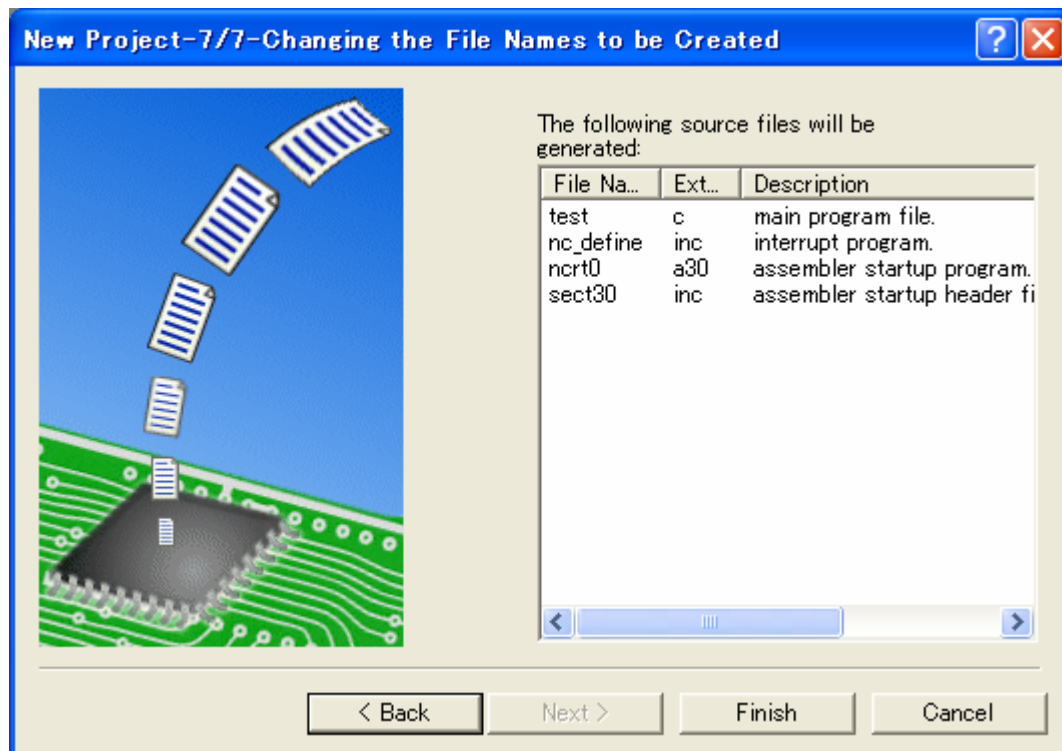 New Project-7/7-Changing the File Names to be Created
The following source files will be
generated:
File Na... Ext... Description
test c main program file.
nc_define inc interrupt program.
ncrt0 a30 assembler startup program.
sect30 inc assembler startup header fi
< Back Next > Finish Cancel